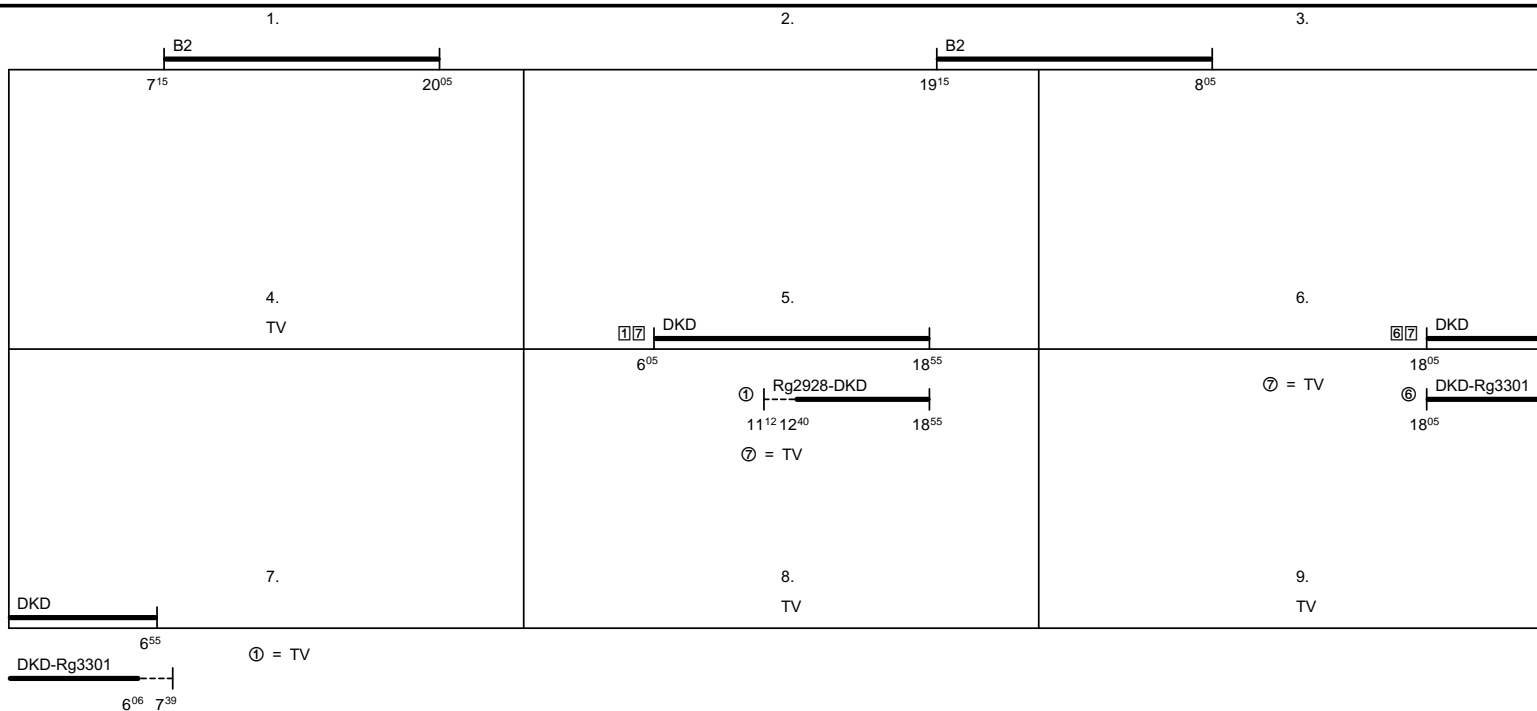 1. 2. 3.
B2 B2
7¹⁵ 20⁰⁵ 19¹⁵ 8⁰⁵
4. 5. 6.
TV
1 7 DKD 6 7 DKD
6⁰⁵ 18⁵⁵ 18⁰⁵
① Rg2928-DKD ⑦ = TV ⑥ DKD-Rg3301
11¹² 12⁴⁰ 18⁵⁵ 18⁰⁵
⑦ = TV
7. 8. 9.
DKD TV TV
6⁵⁵
① = TV
DKD-Rg3301
6⁰⁶ 7³⁹